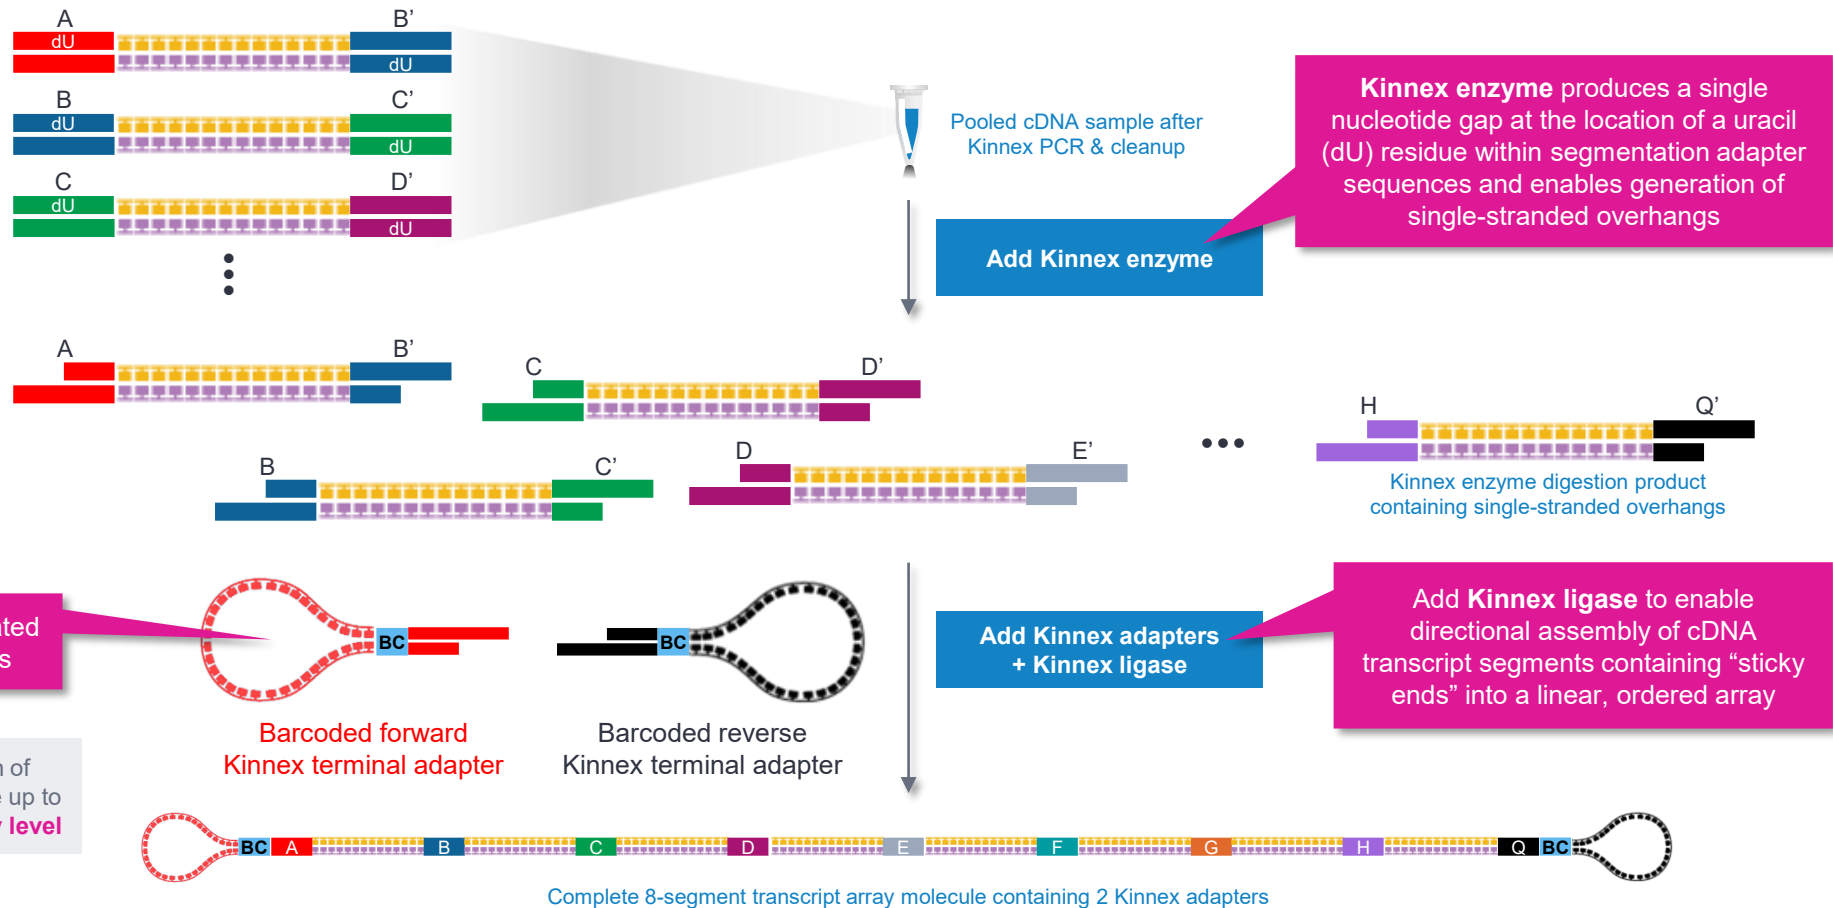 A B’
dU
dU
B C’
dU
dU
C D’
dU
dU
Pooled cDNA sample after
Kinnex PCR & cleanup
Kinnex enzyme produces a single
nucleotide gap at the location of a uracil
(dU) residue within segmentation adapter
sequences and enables generation of
single-stranded overhangs
Add Kinnex enzyme
A B’
C D’
B C’
D E’
H Q’
Kinnex enzyme digestion product
containing single-stranded overhangs
BC
BC
Barcoded forward
Kinnex terminal adapter
Barcoded reverse
Kinnex terminal adapter
Add Kinnex adapters
+ Kinnex ligase
Add Kinnex ligase to enable
directional assembly of cDNA
transcript segments containing “sticky
ends” into a linear, ordered array
of
up to
level
BC A B C D E F G H Q BC
Complete 8-segment transcript array molecule containing 2 Kinnex adapters